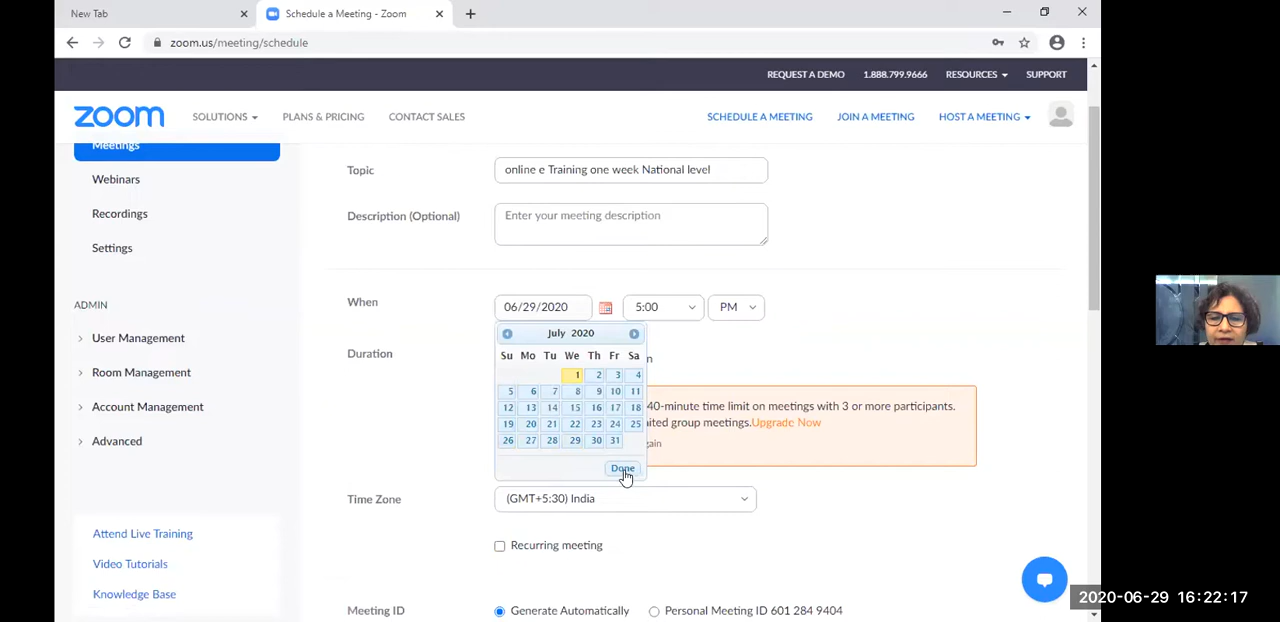 New Tab
Schedule a Meeting - Zoom
zoom.us/meeting/schedule
REQUEST A DEMO 1.888.799.9666 RESOURCES SUPPORT
zoom SOLUTIONS PLANS & PRICING CONTACT SALES SCHEDULE A MEETING JOIN A MEETING HOST A MEETING
Meetings
Webinars
Recordings
Settings
ADMIN
User Management
Room Management
Account Management
Advanced
Attend Live Training
Video Tutorials
Knowledge Base
Topic online e Training one week National level
Description (Optional) Enter your meeting description
When 06/29/2020 5:00 PM
July 2020
Su Mo Tu We Th Fr Sa
1 2 3 4
5 6 7 8 9 10 11
12 13 14 15 16 17 18
19 20 21 22 23 24 25
26 27 28 29 30 31
Done
Duration
40-minute time limit on meetings with 3 or more participants.
group meetings. Upgrade Now
Time Zone (GMT+5:30) India
Recurring meeting
Meeting ID Generate Automatically Personal Meeting ID 601 284 9404
2020-06-29 16:22:17